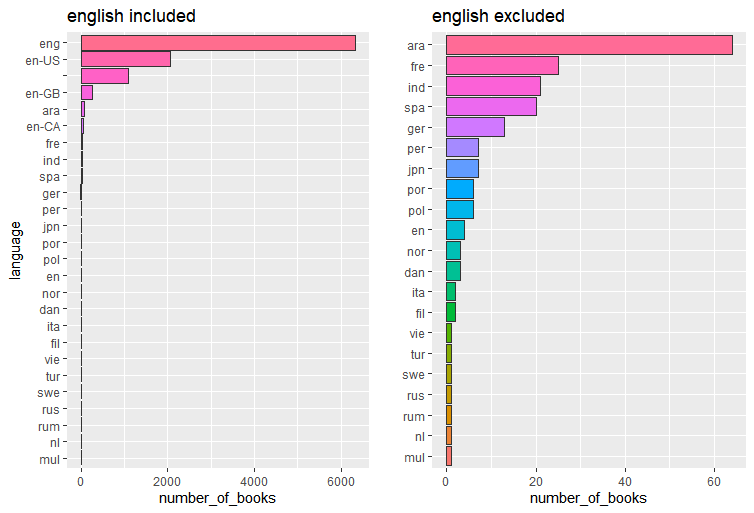 english included
language
eng
en-US
en-GB
ara
en-CA
fre
ind
spa
ger
per
jpn
por
pol
en
nor
dan
ita
fil
vie
tur
swe
rus
rum
nl
mul
0 2000 4000 6000
number_of_books
english excluded
ara
fre
ind
spa
ger
per
jpn
por
pol
en
nor
dan
ita
fil
vie
tur
swe
rus
rum
nl
mul
0 20 40 60
number_of_books